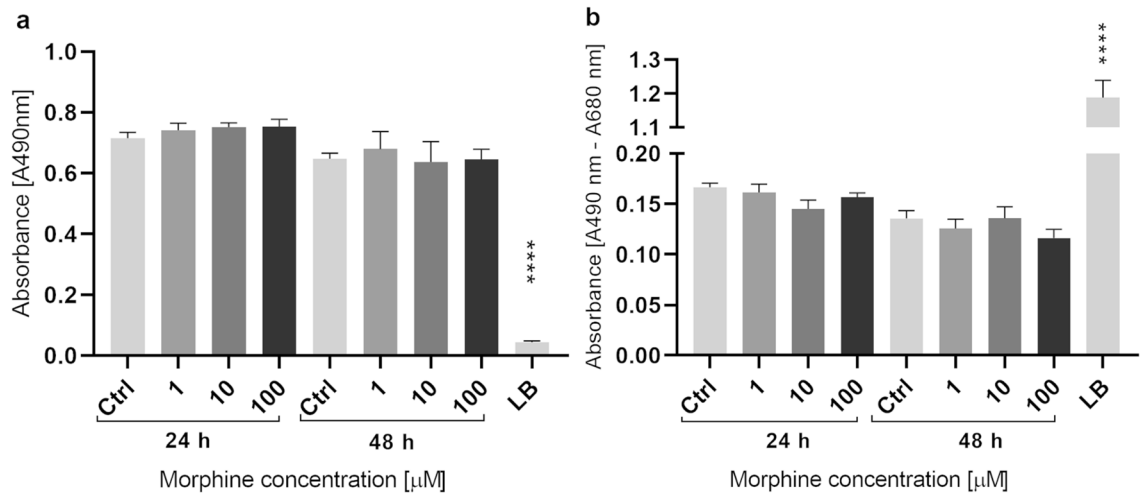 a
Absorbance [A490nm]
1.0
0.8
0.6
0.4
0.2
0.0
****
Ctrl 1 10 100 Ctrl 1 10 100 LB
24 h 48 h
Morphine concentration [μM]
b
Absorbance [A490 nm - A680 nm]
1.3
1.2
1.1
0.20
0.15
0.10
0.05
0.00
****
Ctrl 1 10 100 Ctrl 1 10 100 LB
24 h 48 h
Morphine concentration [μM]